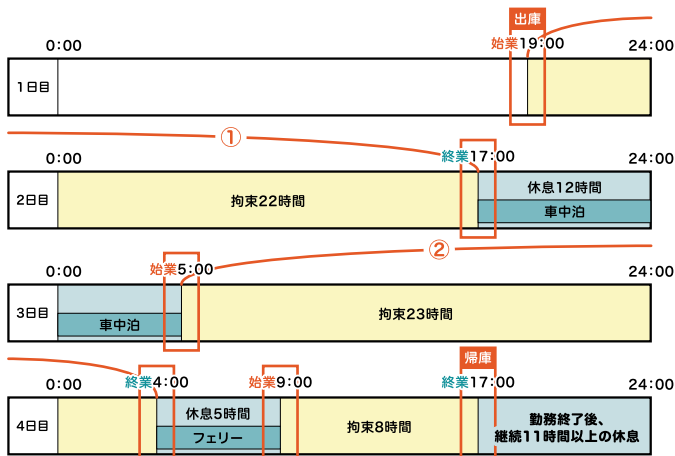 出庫
0:00 始業19:00 24:00
1日目
①
0:00 終業17:00 24:00
2日目 拘束22時間 休息12時間
車中泊
②
0:00 始業5:00 24:00
3日目 車中泊 拘束23時間
帰庫
0:00 終業4:00 始業9:00 終業17:00 24:00
4日目 休息5時間 拘束8時間 勤務終了後、
フェリー 継続11時間以上の休息